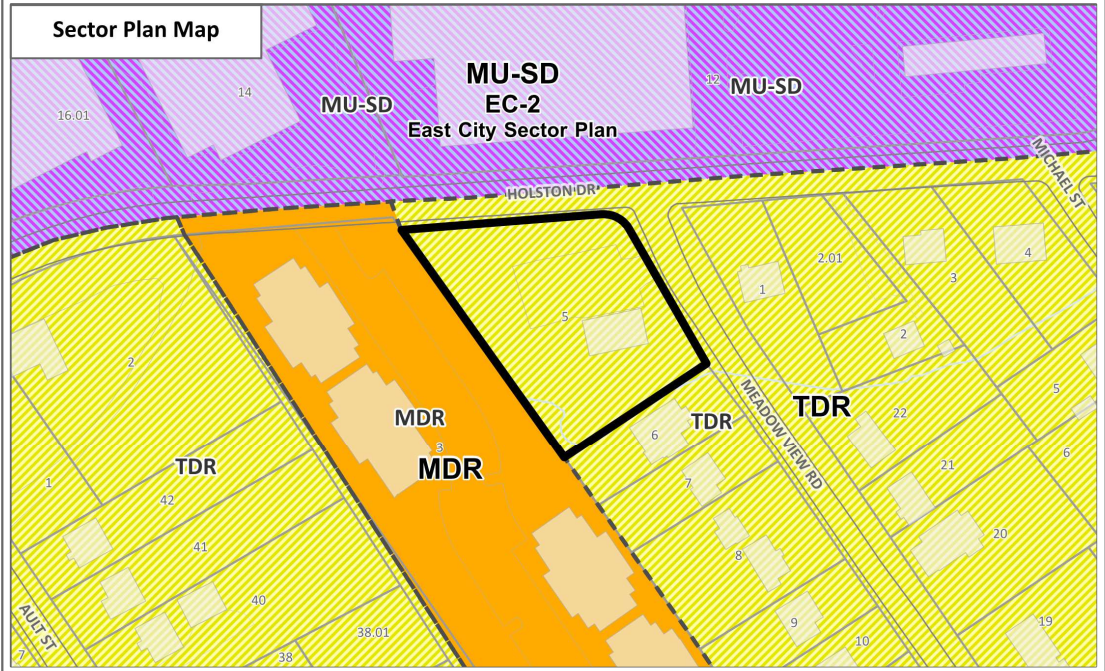 Sector Plan Map
MU-SD
EC-2
East City Sector Plan
12
MU-SD
14
MU-SD
16.01
HOLSTON DR
MICHAEL ST
2.01
4
3
1
5
2
2
5
MDR
3
MDR
TDR
TDR
TDR
MEADOW VIEW RD
22
6
6
21
7
1
42
41
20
8
40
9
19
38.01
10
38
AULT ST
7